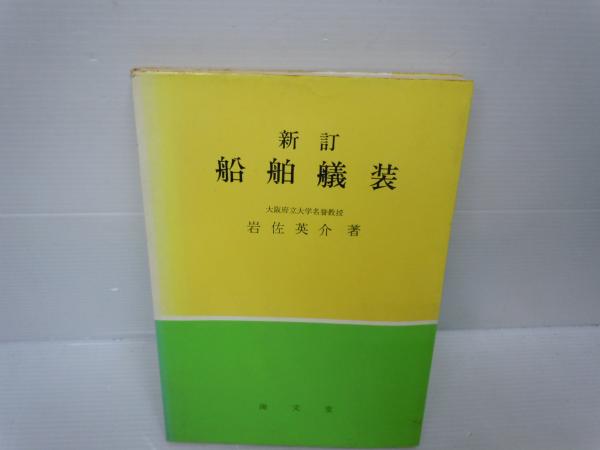 新訂
船舶艤装
大阪府立大学名誉教授
岩佐英介 著
海文堂